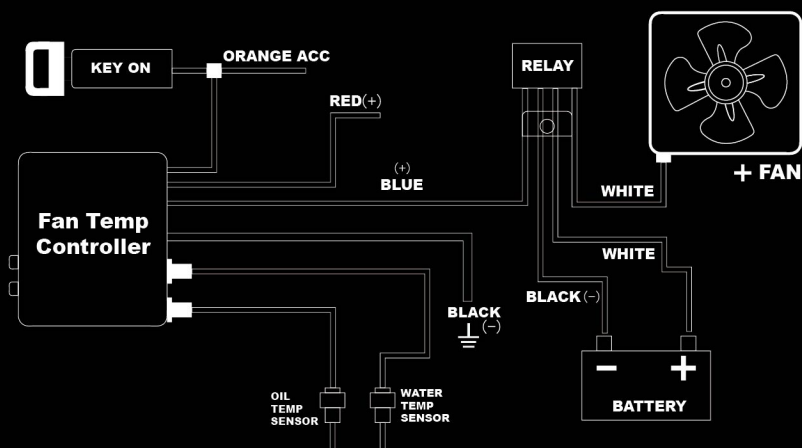 KEY ON
ORANGE ACC
RED(+)
RELAY
(+)
BLUE
+ FAN
WHITE
Fan Temp
Controller
WHITE
BLACK(−)
BLACK
(−)
− +
BATTERY
OIL
TEMP
SENSOR
WATER
TEMP
SENSOR